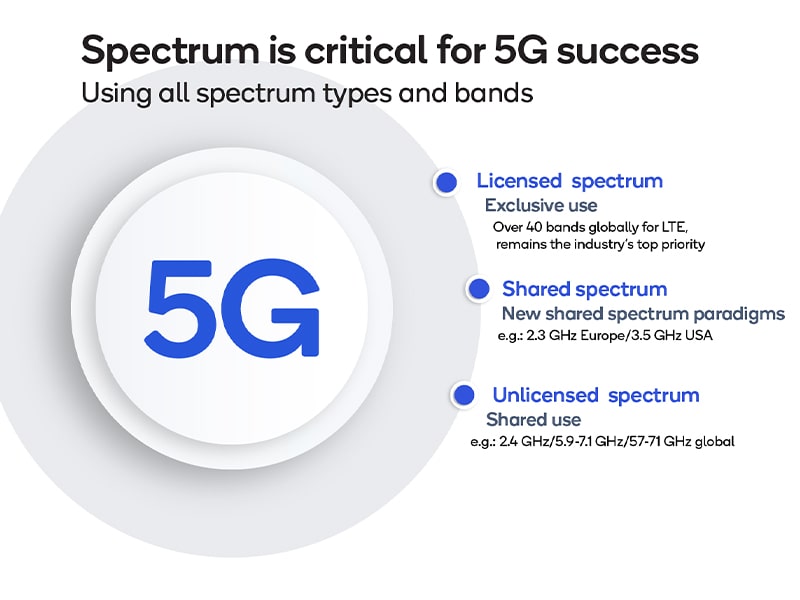 Spectrum is critical for 5G success
Using all spectrum types and bands
5G
Licensed spectrum
Exclusive use
Over 40 bands globally for LTE,
remains the industry's top priority
Shared spectrum
New shared spectrum paradigms
e.g.: 2.3 GHz Europe/3.5 GHz USA
Unlicensed spectrum
Shared use
e.g.: 2.4 GHz/5.9-7.1 GHz/57-71 GHz global